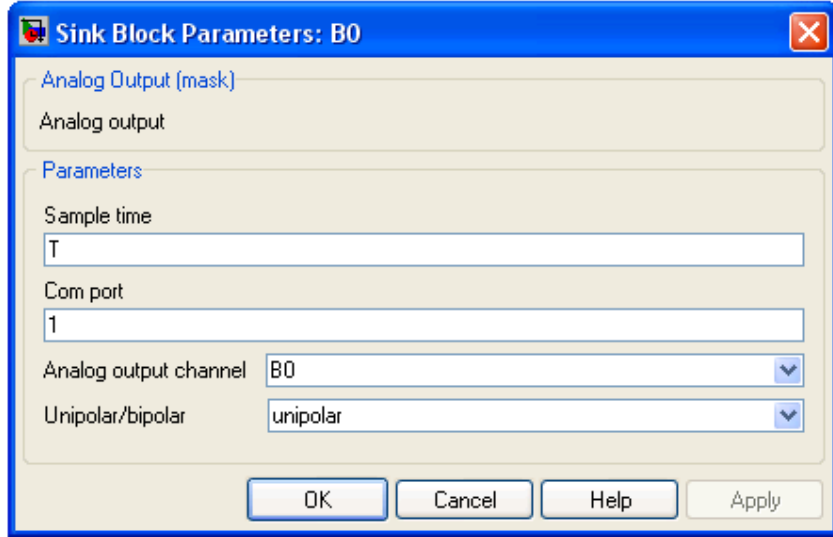 Sink Block Parameters: B0
Analog Output (mask)
Analog output
Parameters
Sample time
T
Com port
1
Analog output channel B0
Unipolar/bipolar unipolar
OK Cancel Help Apply